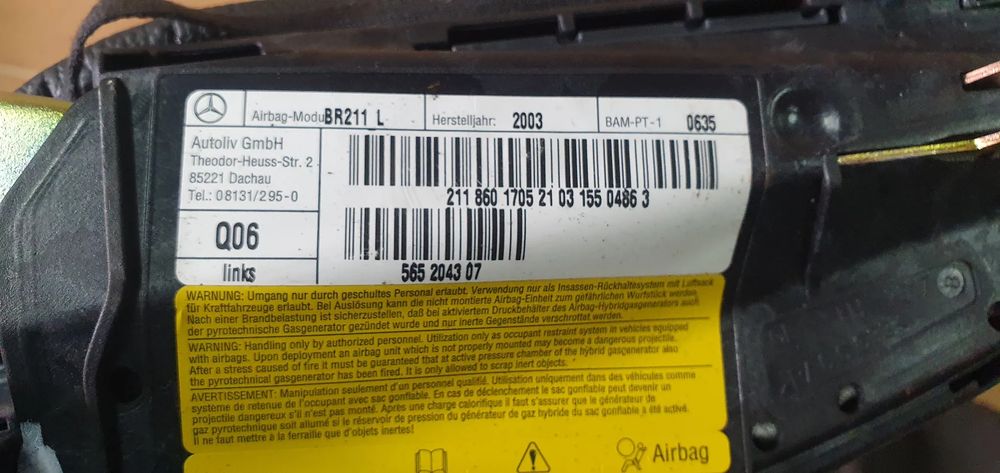 Airbag-Modu BR211 L Herstelljahr: 2003 BAM-PT-1 0635
Autoliv GmbH
Theodor-Heuss-Str. 2
85221 Dachau
Tel.: 08131/295-0
211 860 1705 21 03 155 0486 3
Q06
links
565 2043 07
WARNUNG: Umgang nur durch geschultes Personal erlaubt. Verwendung nur als Insassen-Rückhaltesystem mit Luftsack
für Kraftfahrzeuge erlaubt. Bei Auslösung kann die nicht montierte Airbag-Einheit zum gefährlichen Wurfstück werden.
Nach einer Brandbelastung ist sicherzustellen, daß bei aktiviertem Druckbehälter des Airbag-Hybridgasgenerators auch
der pyrotechnische Gasgenerator gezündet wurde und nur inerte Gegenstände verschrottet werden.
WARNING: Handling only by authorized personnel. Utilization only as occupant restraint system in vehicles equipped
with airbags. Upon deployment an airbag unit which is not properly mounted may become a dangerous projectile.
After a stress caused of fire it must be guaranteed that at active pressure chamber of the hybrid gasgenerator also
the pyrotechnical gasgenerator has been fired. It is only allowed to scrap inert objects.
AVERTISSEMENT: Manipulation seulement d'un personnel qualifié. Utilisation uniquement dans des véhicules comme
systeme de retenue de l'occupant avec sac gonflable. En cas de déclenchement le sac gonflable peut devenir un
projectile dangereux s'il n'est pas monté. Après une charge calorifique il faut s'assurer que le générateur de
gaz pyrotechnique soit allumé si le réservoir de pression du générateur de gaz hybride du sac gonflable a été activé.
Il ne faut mettre à la ferraille que d'objets inertes!
Airbag